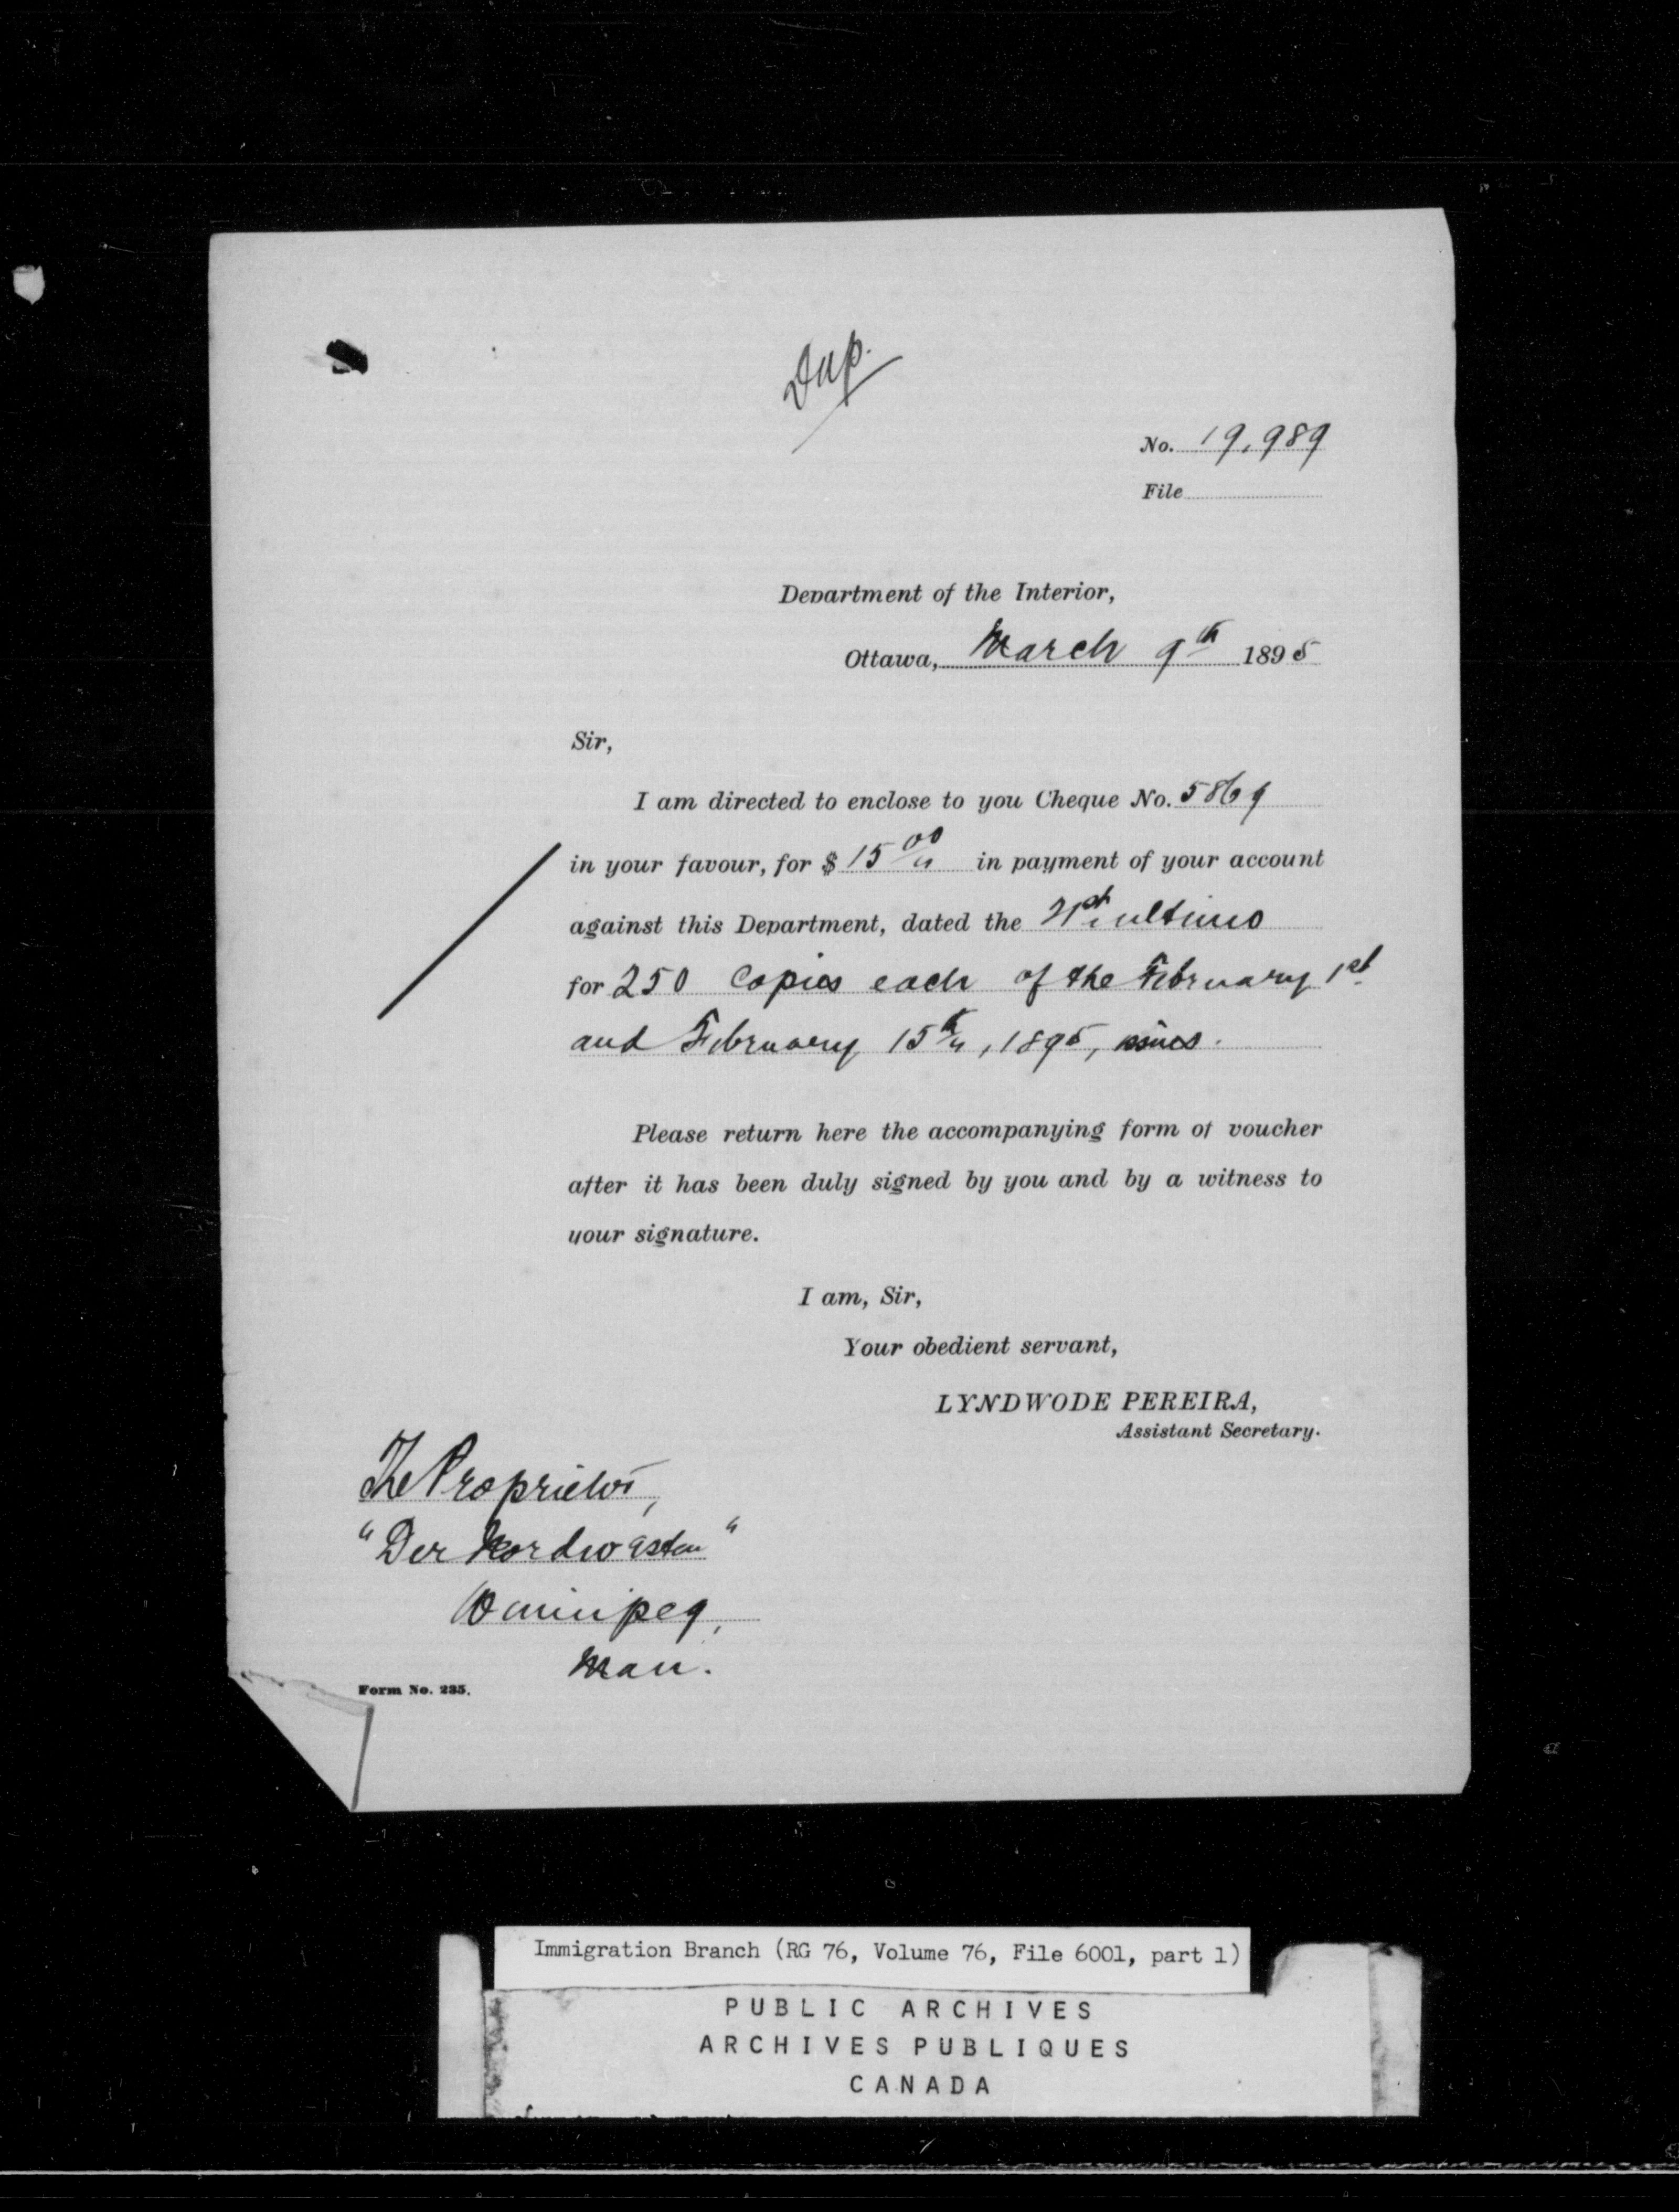 Dup.
No. 19,989
File
Department of the Interior,
Ottawa, March 9th 1895
Sir,
I am directed to enclose to you Cheque No. 5869
in your favour, for $ 15 00/ in payment of your account
against this Department, dated the 21st ultimo
for 250 Copies each of the February 1st
and February 15th, 1895, issues.
Please return here the accompanying form of voucher
after it has been duly signed by you and by a witness to
your signature.
I am, Sir,
Your obedient servant,
LYNDWODE PEREIRA,
Assistant Secretary.
The Proprietor,
"Der Nordwesten"
Winnipeg,
Man.
Form No. 235.
Immigration Branch (RG 76, Volume 76, File 6001, part 1)
PUBLIC ARCHIVES
ARCHIVES PUBLIQUES
CANADA